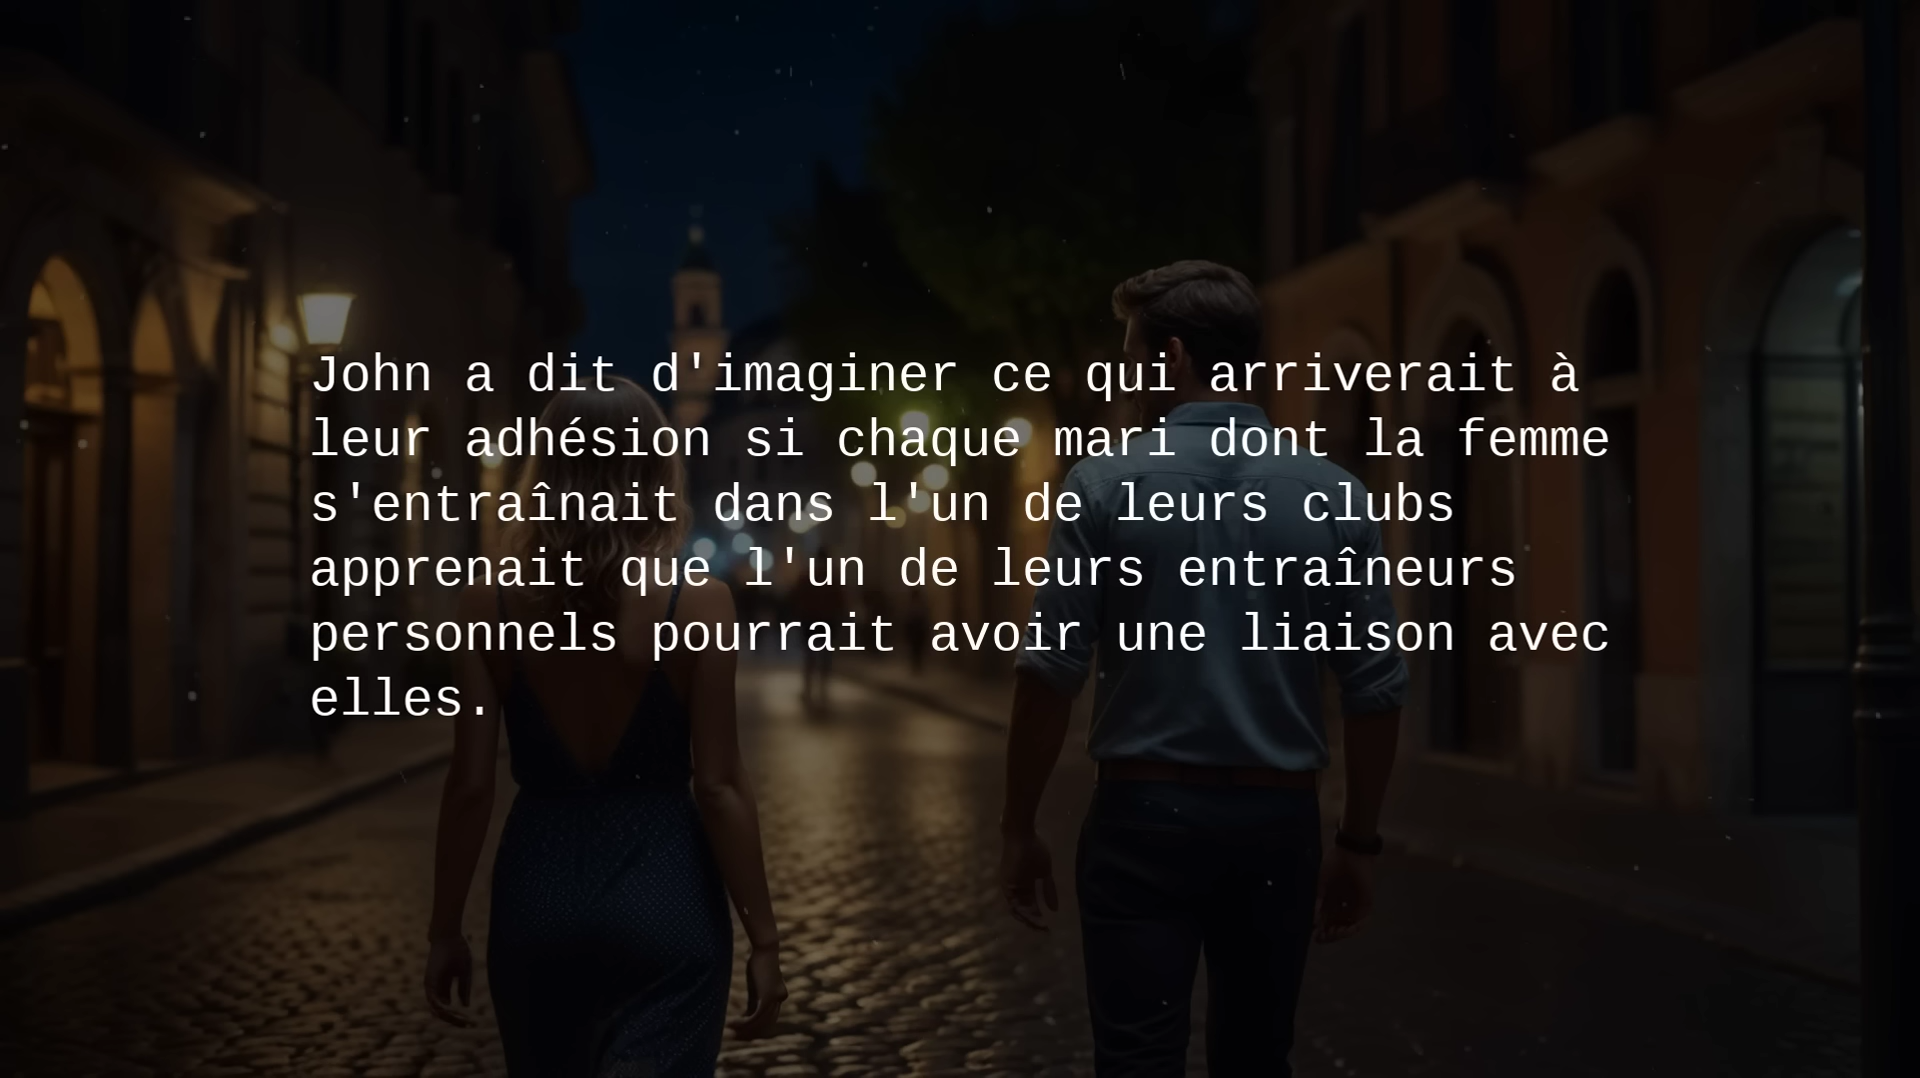 John a dit d'imaginer ce qui arriverait à
leur adhésion si chaque mari dont la femme
s'entraînait dans l'un de leurs clubs
apprenait que l'un de leurs entraîneurs
personnels pourrait avoir une liaison avec
elles.